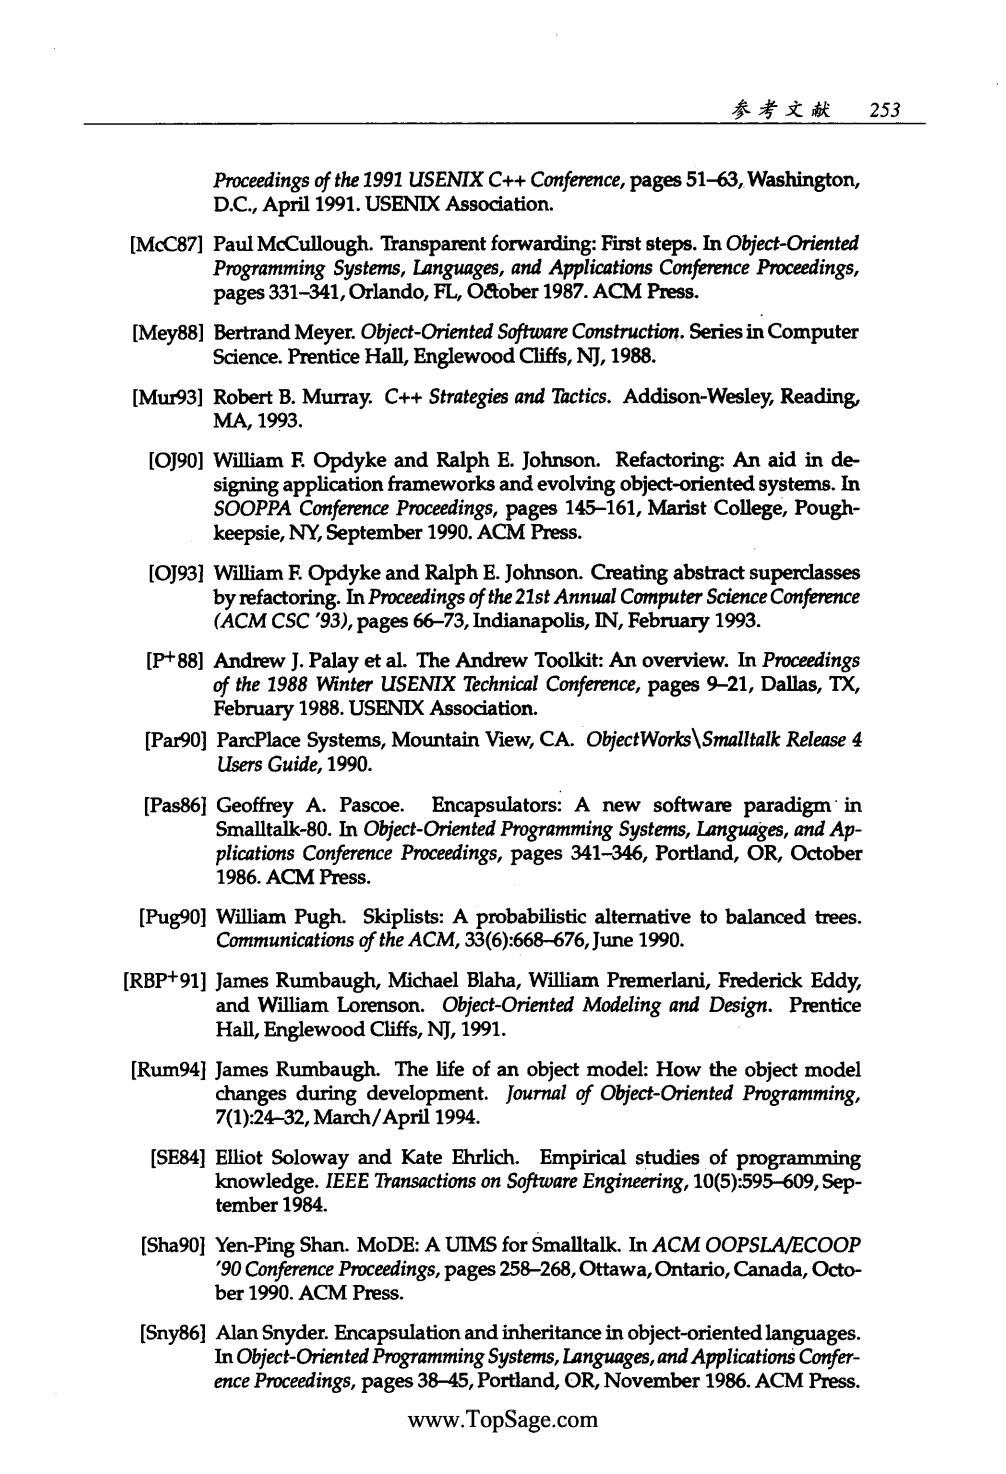 参考文献 253
Proceedings of the 1991 USENIX C++ Conference, pages 51–63, Washington,
D.C., April 1991. USENIX Association.
[McC87] Paul McCullough. Transparent forwarding: First steps. In Object-Oriented
Programming Systems, Languages, and Applications Conference Proceedings,
pages 331–341, Orlando, FL, October 1987. ACM Press.
[Mey88] Bertrand Meyer. Object-Oriented Software Construction. Series in Computer
Science. Prentice Hall, Englewood Cliffs, NJ, 1988.
[Mur93] Robert B. Murray. C++ Strategies and Tactics. Addison-Wesley, Reading,
MA, 1993.
[OJ90] William F. Opdyke and Ralph E. Johnson. Refactoring: An aid in de-
signing application frameworks and evolving object-oriented systems. In
SOOPPA Conference Proceedings, pages 145–161, Marist College, Pough-
keepsie, NY, September 1990. ACM Press.
[OJ93] William F. Opdyke and Ralph E. Johnson. Creating abstract superclasses
by refactoring. In Proceedings of the 21st Annual Computer Science Conference
(ACM CSC '93), pages 66–73, Indianapolis, IN, February 1993.
[P+88] Andrew J. Palay et al. The Andrew Toolkit: An overview. In Proceedings
of the 1988 Winter USENIX Technical Conference, pages 9–21, Dallas, TX,
February 1988. USENIX Association.
[Par90] ParcPlace Systems, Mountain View, CA. ObjectWorks\Smalltalk Release 4
Users Guide, 1990.
[Pas86] Geoffrey A. Pascoe. Encapsulators: A new software paradigm in
Smalltalk-80. In Object-Oriented Programming Systems, Languages, and Ap-
plications Conference Proceedings, pages 341–346, Portland, OR, October
1986. ACM Press.
[Pug90] William Pugh. Skiplists: A probabilistic alternative to balanced trees.
Communications of the ACM, 33(6):668–676, June 1990.
[RBP+91] James Rumbaugh, Michael Blaha, William Premerlani, Frederick Eddy,
and William Lorenson. Object-Oriented Modeling and Design. Prentice
Hall, Englewood Cliffs, NJ, 1991.
[Rum94] James Rumbaugh. The life of an object model: How the object model
changes during development. Journal of Object-Oriented Programming,
7(1):24–32, March/April 1994.
[SE84] Elliot Soloway and Kate Ehrlich. Empirical studies of programming
knowledge. IEEE Transactions on Software Engineering, 10(5):595–609, Sep-
tember 1984.
[Sha90] Yen-Ping Shan. MoDE: A UIMS for Smalltalk. In ACM OOPSLA/ECOOP
'90 Conference Proceedings, pages 258–268, Ottawa, Ontario, Canada, Octo-
ber 1990. ACM Press.
[Sny86] Alan Snyder. Encapsulation and inheritance in object-oriented languages.
In Object-Oriented Programming Systems, Languages, and Applications Confer-
ence Proceedings, pages 38–45, Portland, OR, November 1986. ACM Press.
www.TopSage.com